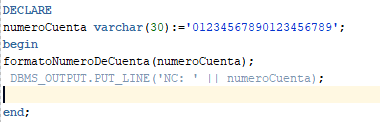 DECLARE
numeroCuenta varchar(30):='01234567890123456789';
begin
formatoNumeroDeCuenta(numeroCuenta);
DBMS_OUTPUT.PUT_LINE('NC: ' || numeroCuenta);
end;